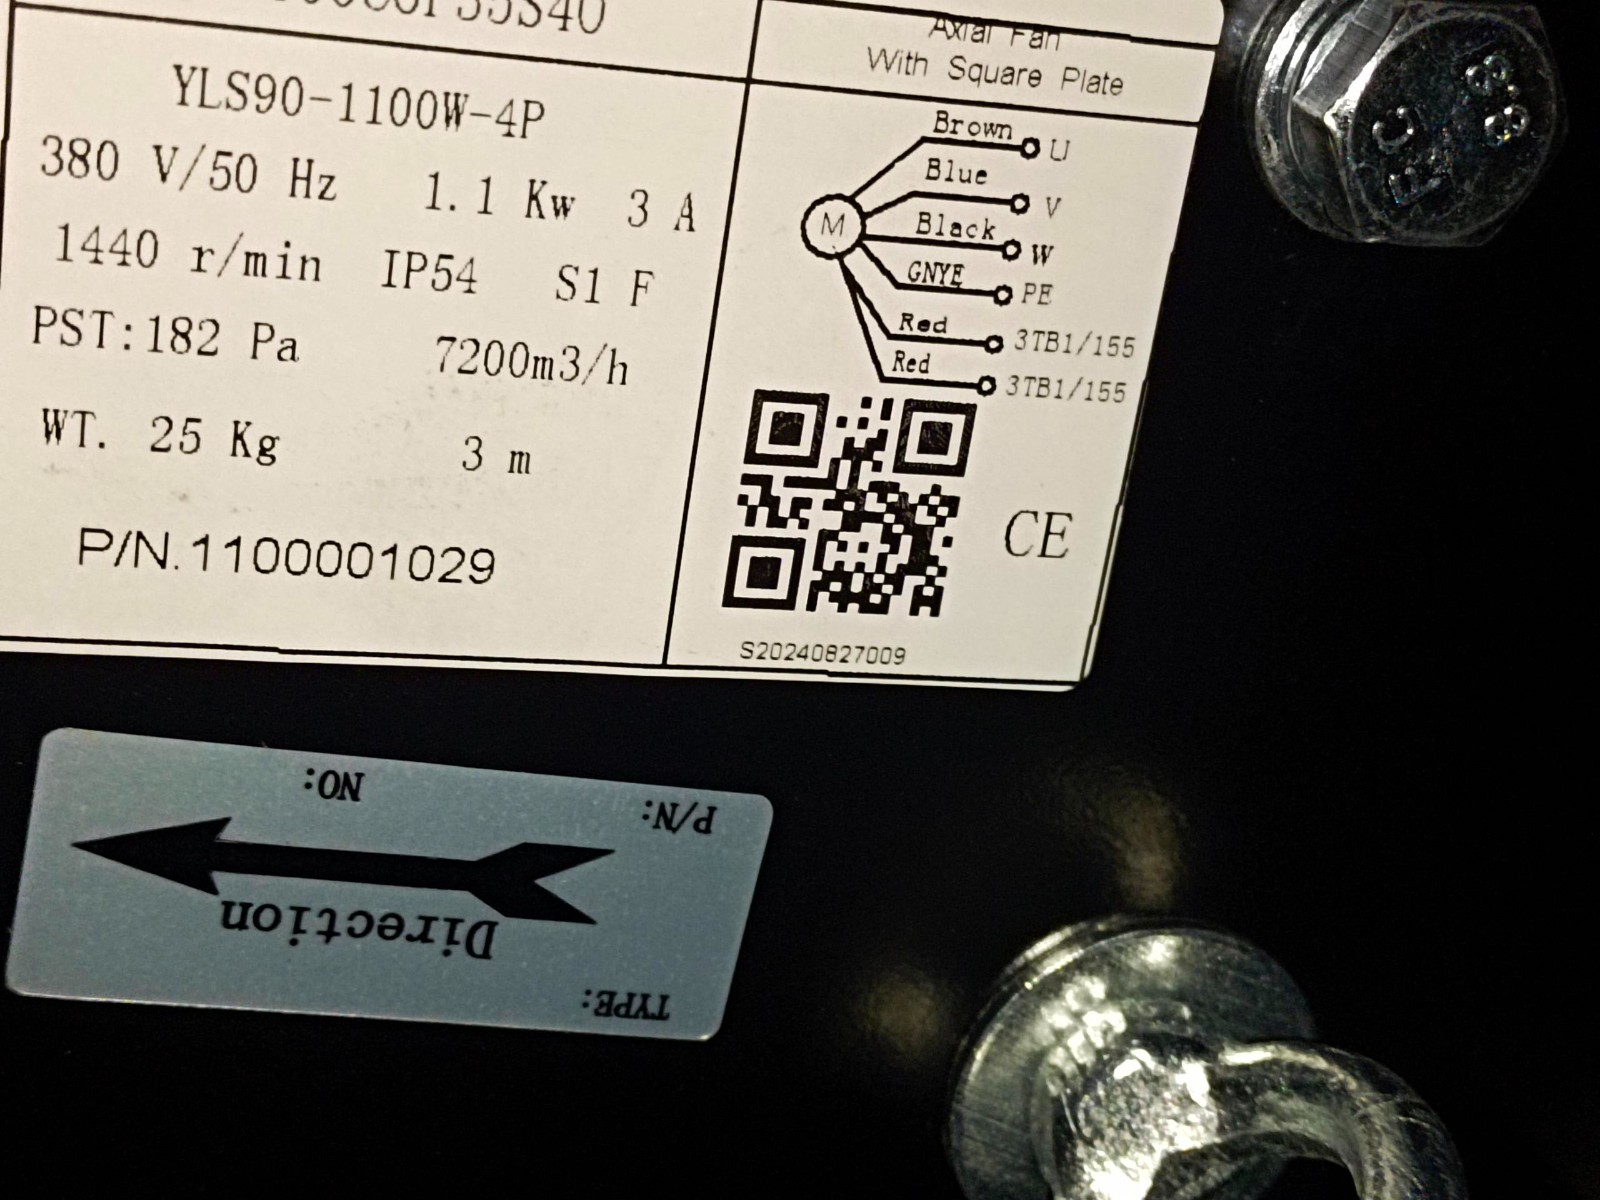 Axial Fan
With Square Plate
YLS90-1100W-4P
380 V/50 Hz 1.1 Kw 3 A
1440 r/min IP54 S1 F
PST:182 Pa 7200m3/h
WT. 25 Kg 3 m
P/N.1100001029
Brown U
Blue V
M
Black W
GNYE PE
Red 3TB1/155
Red 3TB1/155
CE
S20240827009
8.8
NO:
P/N:
Direction
TYPE: